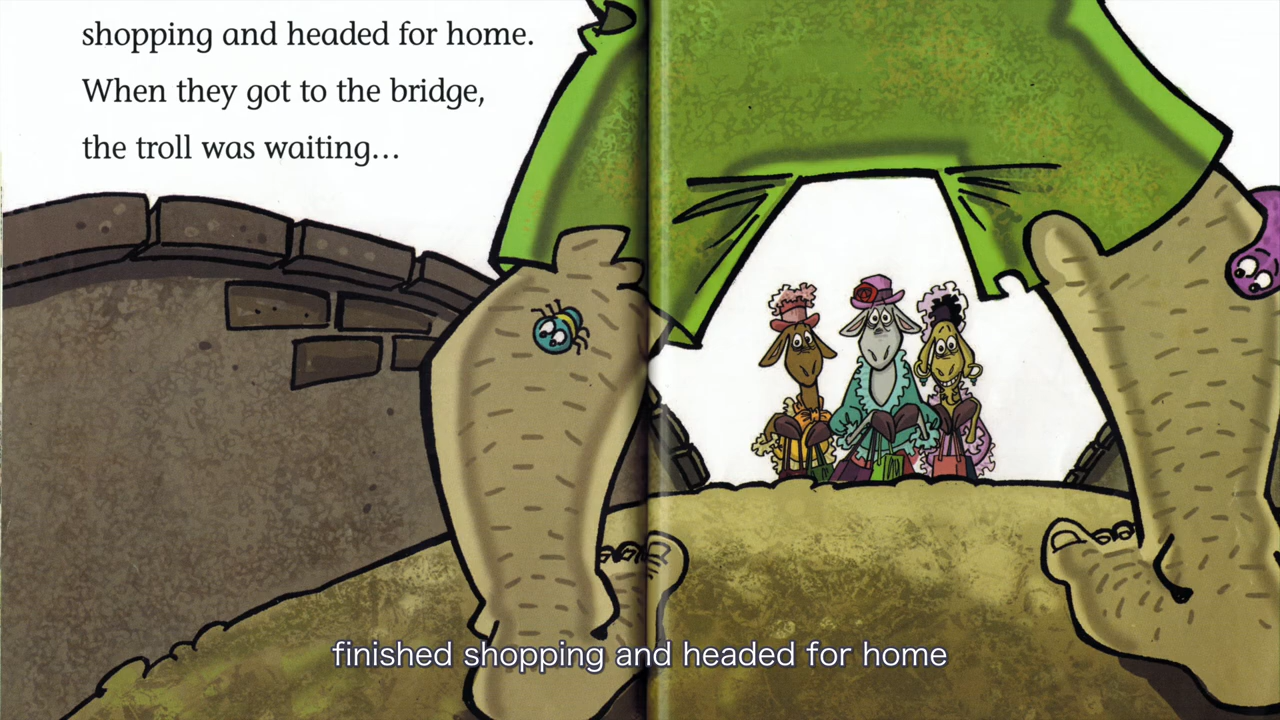 shopping and headed for home.
When they got to the bridge,
the troll was waiting...
finished shopping and headed for home